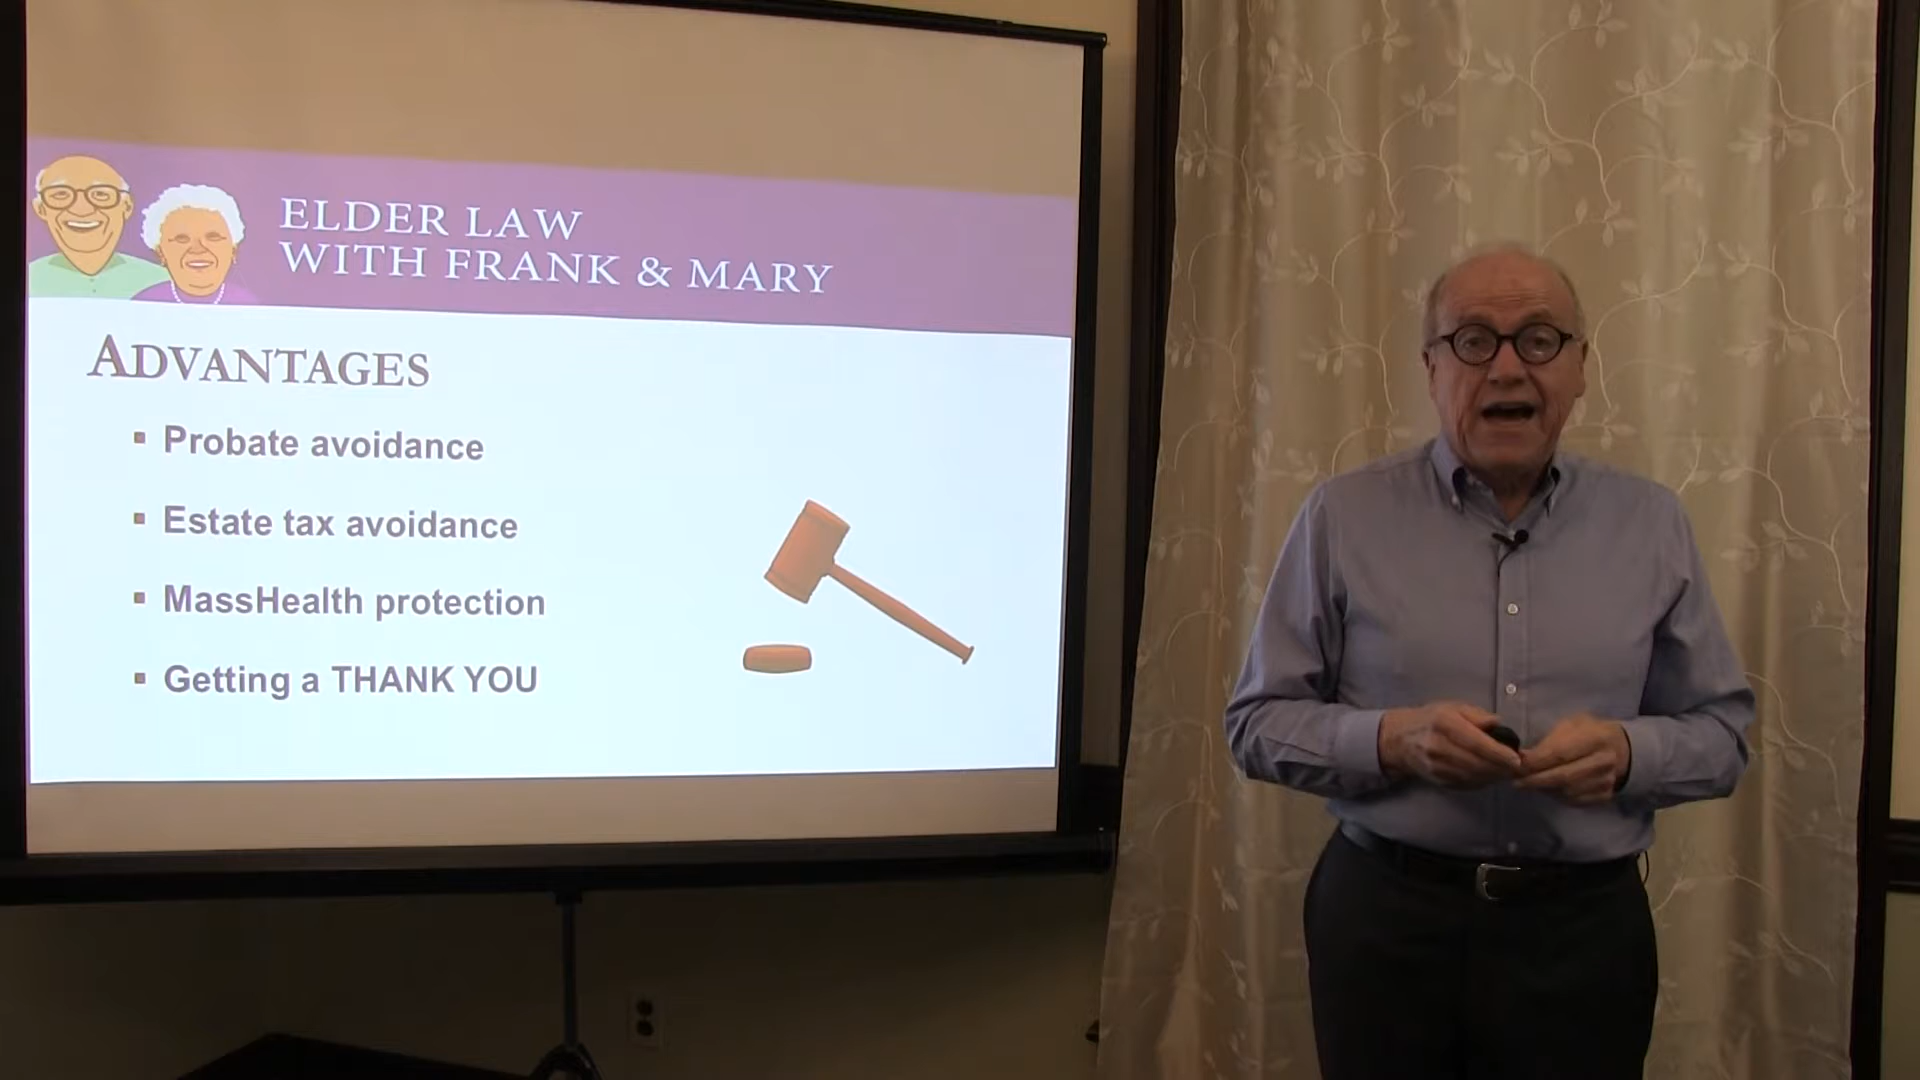 ELDER LAW
WITH FRANK & MARY
ADVANTAGES
▪ Probate avoidance
▪ Estate tax avoidance
▪ MassHealth protection
▪ Getting a THANK YOU